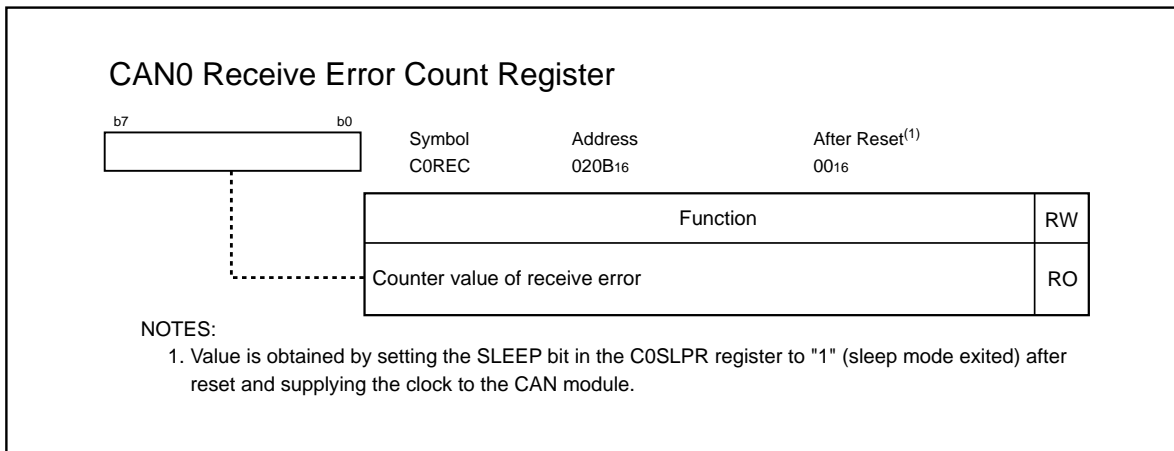 CAN0 Receive Error Count Register
b7 b0
Symbol Address After Reset(1)
C0REC 020B16 0016
Function RW
Counter value of receive error RO
NOTES:
1. Value is obtained by setting the SLEEP bit in the C0SLPR register to "1" (sleep mode exited) after
reset and supplying the clock to the CAN module.